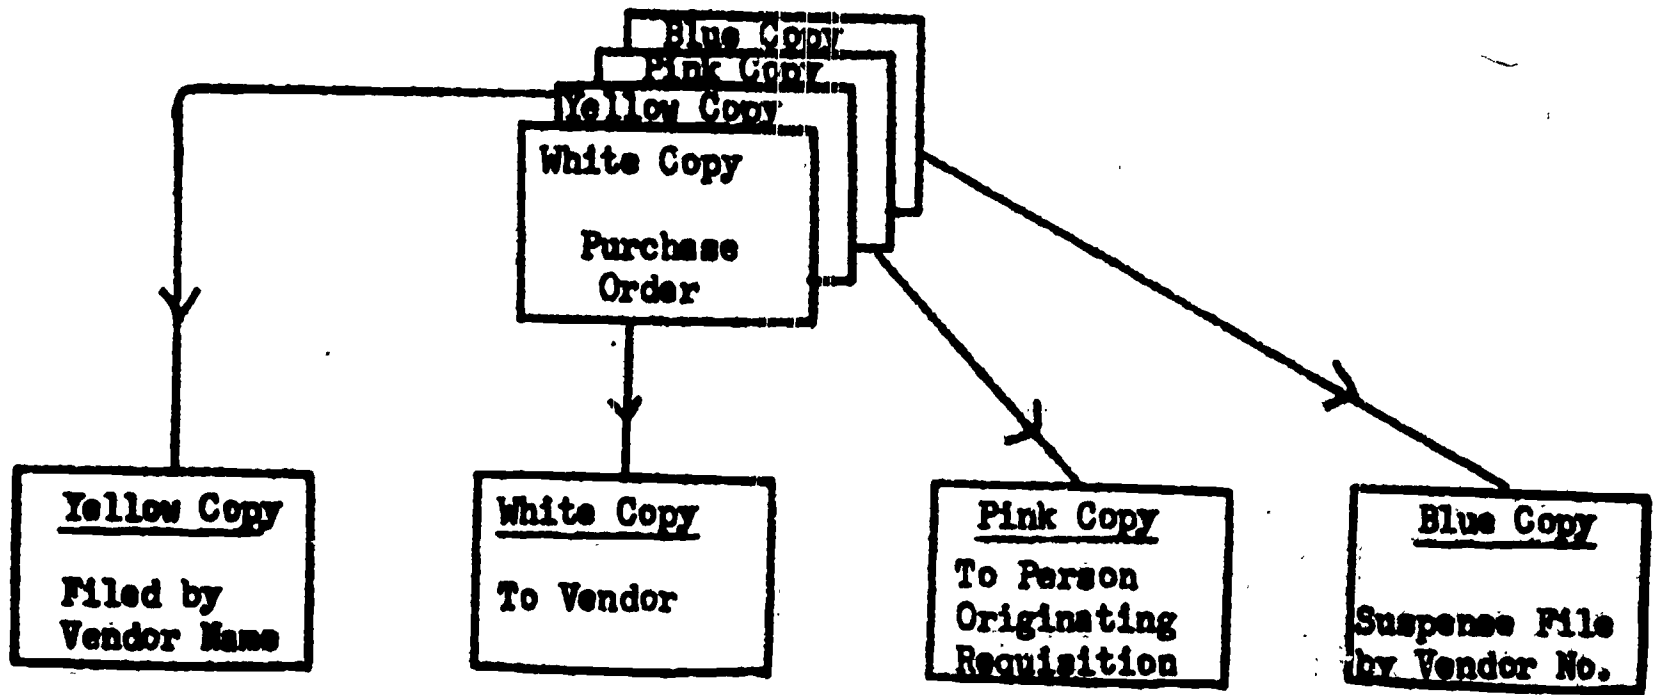 Blue Copy
Pink Copy
Yellow Copy
White Copy
Purchase
Order
Yellow Copy
Filed by
Vendor Name
White Copy
To Vendor
Pink Copy
To Person
Originating
Requisition
Blue Copy
Suspense File
by Vendor No.